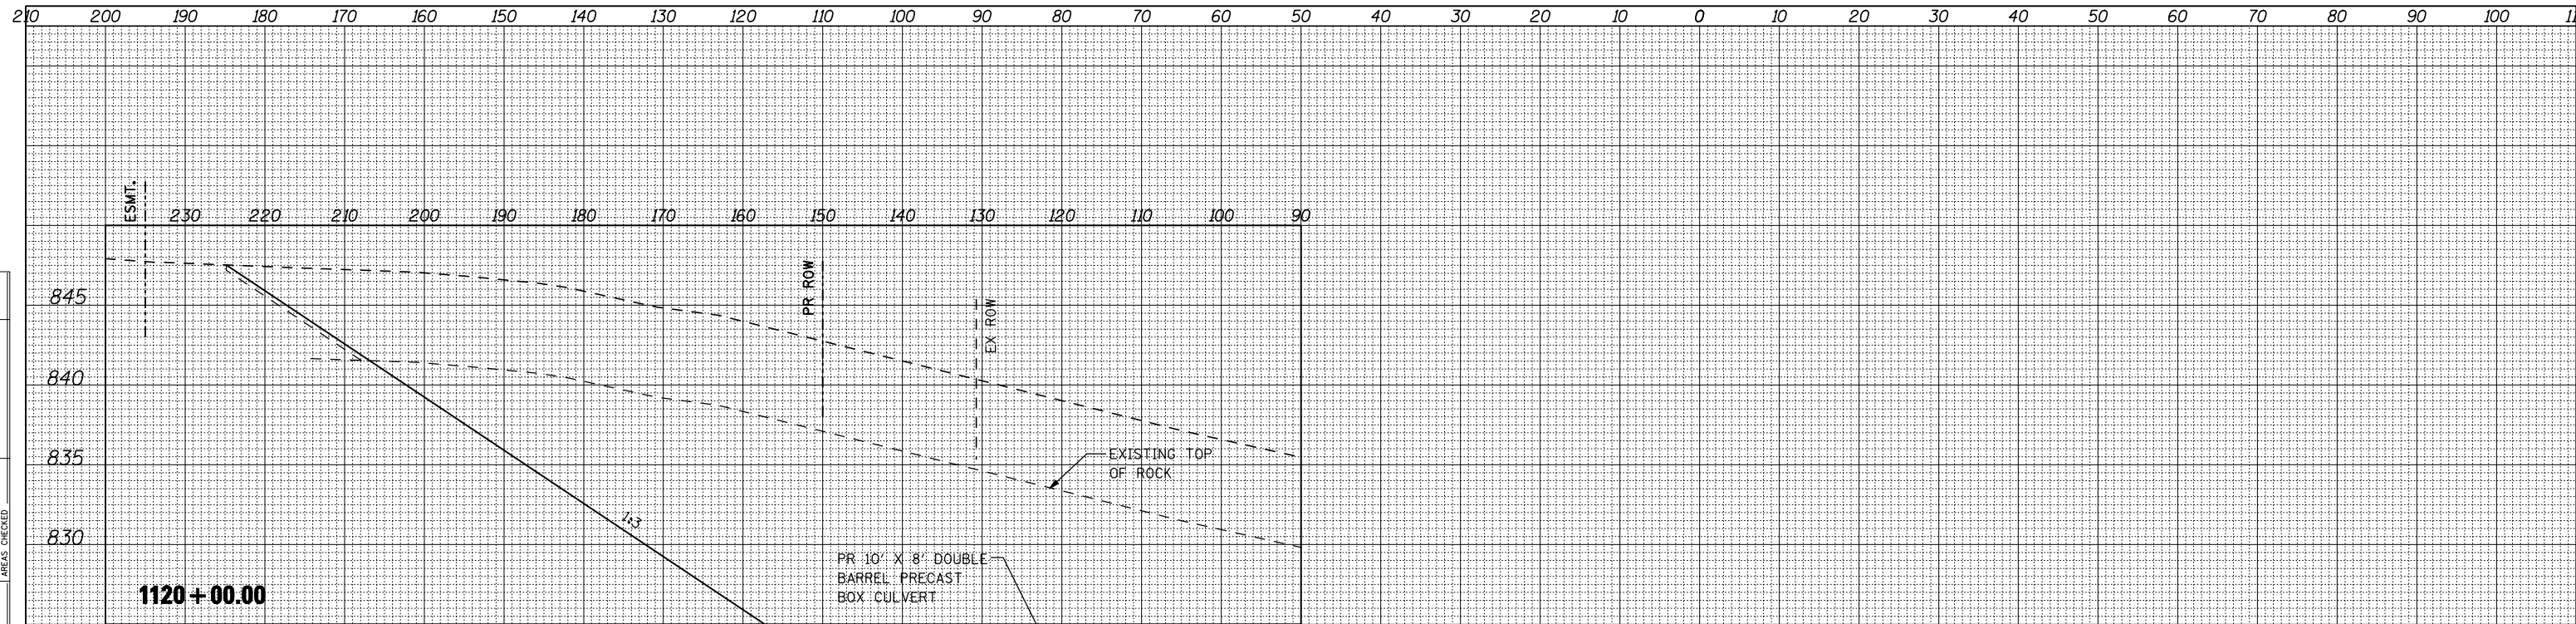 210 200 190 180 170 160 150 140 130 120 110 100 90 80 70 60 50 40 30 20 10 0 10 20 30 40 50 60 70 80 90 100
ESMT.
230 220 210 200 190 180 170 160 150 140 130 120 110 100 90
PR ROW
EX ROW
845
840
835
EXISTING TOP
OF ROCK
1:3
830
PR 10' X 8' DOUBLE
BARREL PRECAST
BOX CULVERT
1120+00.00
AREAS CHECKED